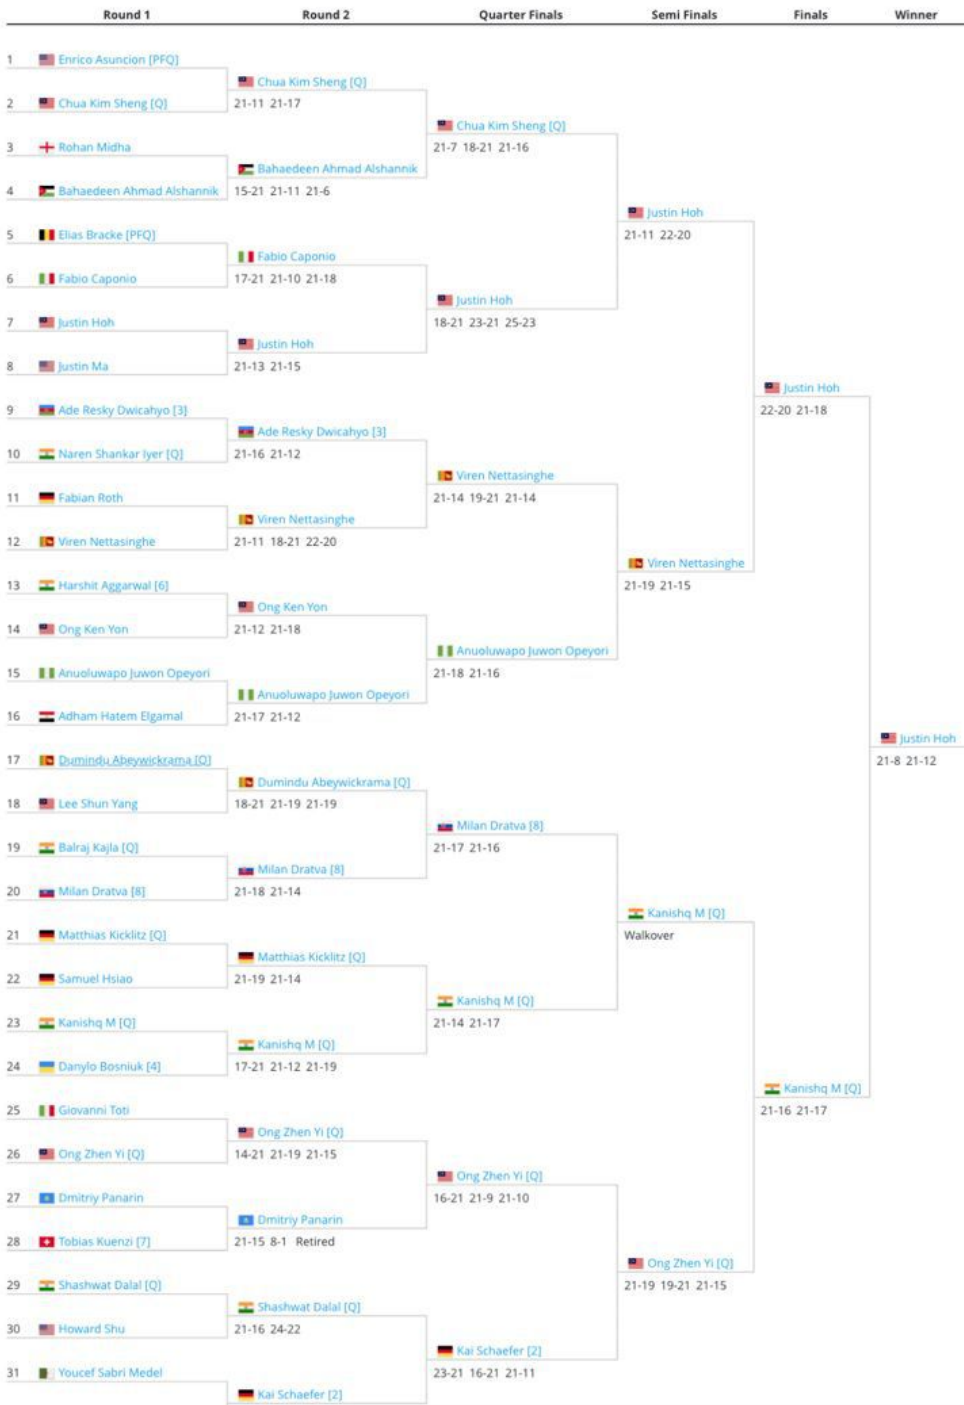 Round 1 Round 2 Quarter Finals Semi Finals Finals Winner
1 Enrico Asuncion [PFQ]
Chua Kim Sheng [Q]
2 Chua Kim Sheng [Q] 21-11 21-17
Chua Kim Sheng [Q]
3 Rohan Midha 21-7 18-21 21-16
Bahaedeen Ahmad Alshannik
4 Bahaedeen Ahmad Alshannik 15-21 21-11 21-6
Justin Hoh
5 Elias Bracke [PFQ] 21-11 22-20
Fabio Caponio
6 Fabio Caponio 17-21 21-10 21-18
Justin Hoh
7 Justin Hoh 18-21 23-21 25-23
Justin Hoh
8 Justin Ma 21-13 21-15
Justin Hoh
9 Ade Resky Dwicahyo [3] 22-20 21-18
Ade Resky Dwicahyo [3]
10 Naren Shankar Iyer [Q] 21-16 21-12
Viren Nettasinghe
11 Fabian Roth 21-14 19-21 21-14
Viren Nettasinghe
12 Viren Nettasinghe 21-11 18-21 22-20
Viren Nettasinghe
13 Harshit Aggarwal [6] 21-19 21-15
Ong Ken Yon
14 Ong Ken Yon 21-12 21-18
Anuoluwapo Juwon Opeyori
15 Anuoluwapo Juwon Opeyori 21-18 21-16
Anuoluwapo Juwon Opeyori
16 Adham Hatem Elgamal 21-17 21-12
Justin Hoh
17 Dumindu Abeywickrama [Q] 21-8 21-12
Dumindu Abeywickrama [Q]
18 Lee Shun Yang 18-21 21-19 21-19
Milan Dratva [8]
19 Balraj Kajla [Q] 21-17 21-16
Milan Dratva [8]
20 Milan Dratva [8] 21-18 21-14
Kanishq M [Q]
21 Matthias Kicklitz [Q] Walkover
Matthias Kicklitz [Q]
22 Samuel Hsiao 21-19 21-14
Kanishq M [Q]
23 Kanishq M [Q] 21-14 21-17
Kanishq M [Q]
24 Danylo Bosniuk [4] 17-21 21-12 21-19
Kanishq M [Q]
25 Giovanni Toti 21-16 21-17
Ong Zhen Yi [Q]
26 Ong Zhen Yi [Q] 14-21 21-19 21-15
Ong Zhen Yi [Q]
27 Dmitriy Panarin 16-21 21-9 21-10
Dmitriy Panarin
28 Tobias Kuenzi [7] 21-15 8-1 Retired
Ong Zhen Yi [Q]
29 Shashwat Dalal [Q] 21-19 19-21 21-15
Shashwat Dalal [Q]
30 Howard Shu 21-16 24-22
Kai Schaefer [2]
31 Youcef Sabri Medel 23-21 16-21 21-11
Kai Schaefer [2]